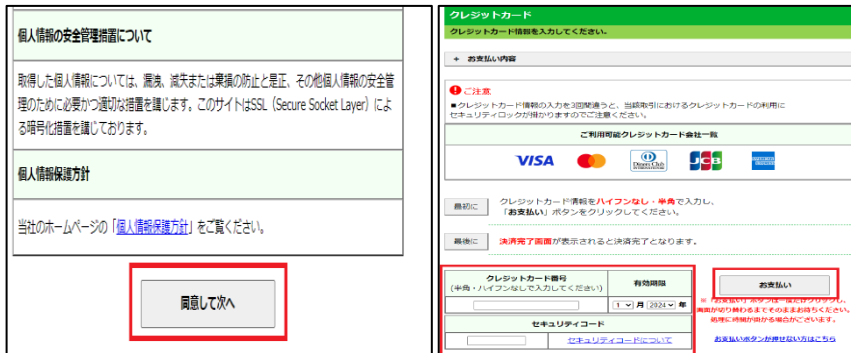 個人情報の安全管理措置について
取得した個人情報については、漏洩、滅失または棄損の防止と是正、その他個人情報の安全管
理のために必要かつ適切な措置を講じます。このサイトはSSL（Secure Socket Layer）によ
る暗号化措置を講じております。
個人情報保護方針
当社のホームページの「個人情報保護方針」をご覧ください。
同意して次へ
クレジットカード
クレジットカード情報を入力してください。
+ お支払い内容
ご注意
■クレジットカード情報の入力を3回間違うと、当該取引におけるクレジットカードの利用に
セキュリティロックが掛かりますのでご注意ください。
ご利用可能クレジットカード会社一覧
VISA
Diners Club
INTERNATIONAL
JCB
AMERICAN
EXPRESS
最初に
クレジットカード情報をハイフンなし・半角で入力し、
「お支払い」ボタンをクリックしてください。
最後に
決済完了画面が表示されると決済完了となります。
クレジットカード番号
(半角・ハイフンなしで入力してください)
有効期限
1 月 2024 年
セキュリティコード
セキュリティコードについて
お支払い
※「お支払い」ボタンは一度だけクリックし、
画面が切り替わるまでそのままお待ちください。
処理に時間が掛かる場合がございます。
お支払いボタンが押せない方はこちら